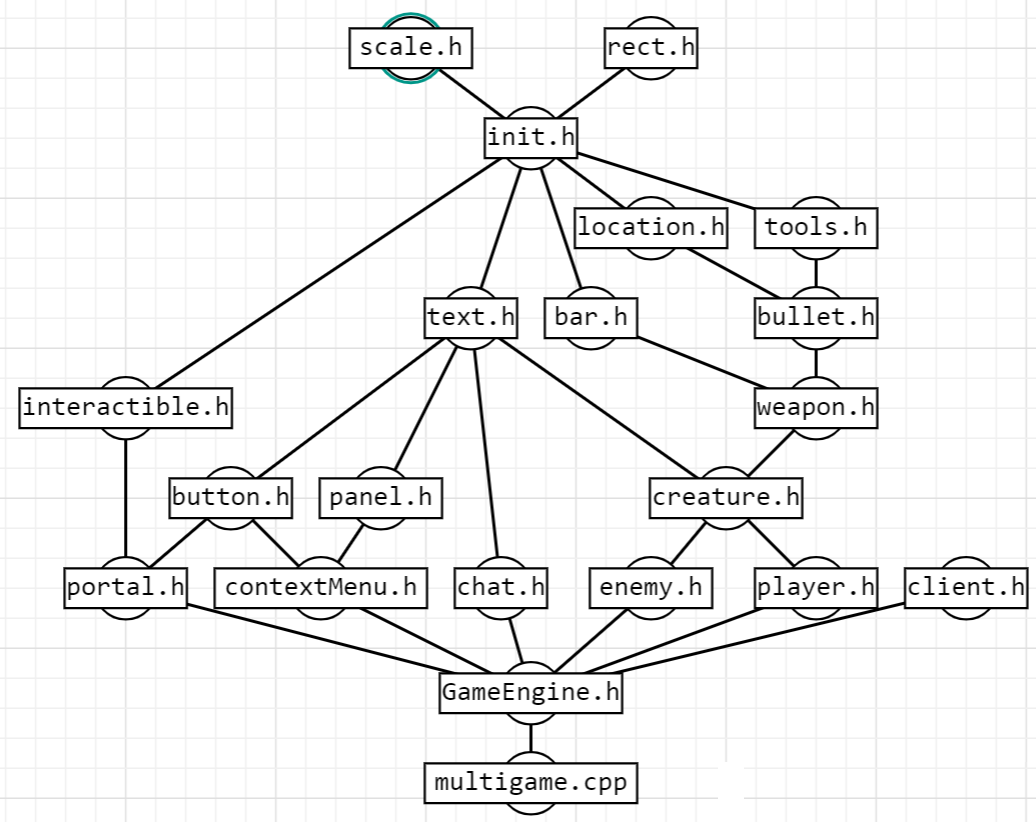 scale.h
rect.h
init.h
location.h
tools.h
text.h
bar.h
bullet.h
interactible.h
weapon.h
button.h
panel.h
creature.h
portal.h
contextMenu.h
chat.h
enemy.h
player.h
client.h
GameEngine.h
multigame.cpp